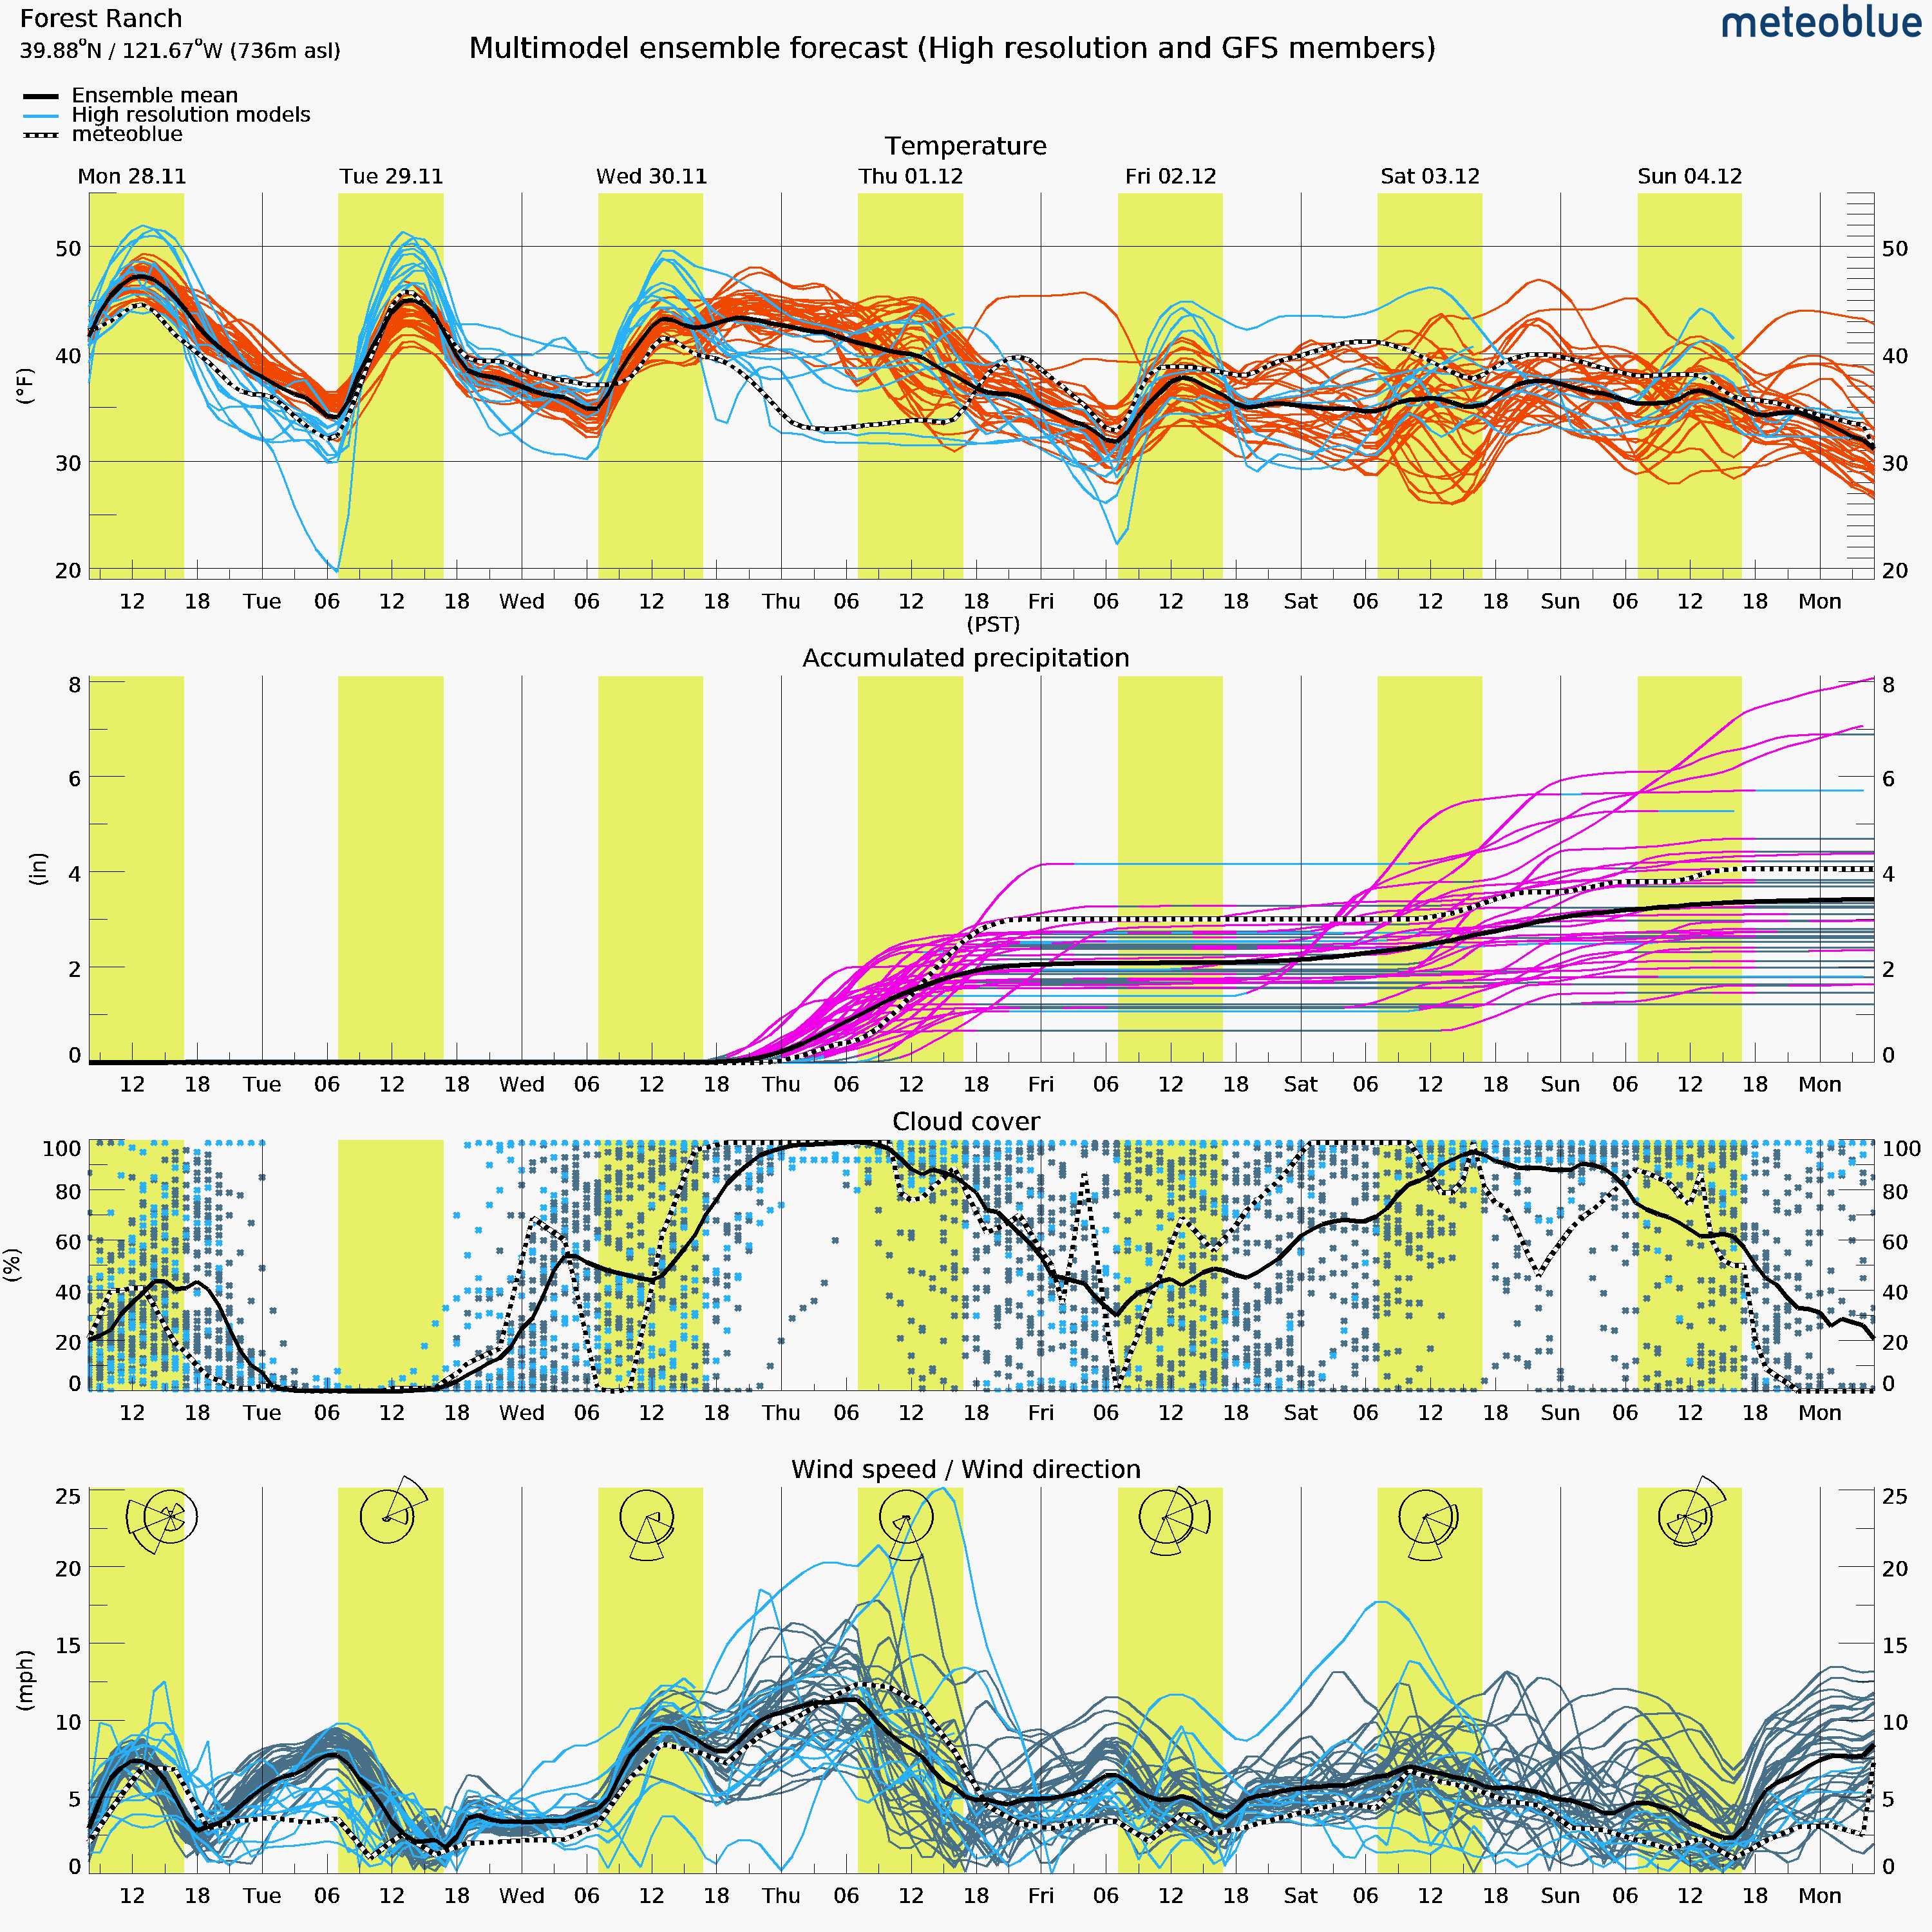 Forest Ranch
39.88°N / 121.67°W (736m asl)
Multimodel ensemble forecast (High resolution and GFS members)
meteoblue
Ensemble mean
High resolution models
meteoblue
Temperature
Mon 28.11 Tue 29.11 Wed 30.11 Thu 01.12 Fri 02.12 Sat 03.12 Sun 04.12
50 50
40 40
(°F)
30 30
20 20
12 18 Tue 06 12 18 Wed 06 12 18 Thu 06 12 18 Fri 06 12 18 Sat 06 12 18 Sun 06 12 18 Mon
(PST)
Accumulated precipitation
8 8
6 6
4 4
(in)
2 2
0 0
12 18 Tue 06 12 18 Wed 06 12 18 Thu 06 12 18 Fri 06 12 18 Sat 06 12 18 Sun 06 12 18 Mon
Cloud cover
100 100
80 80
60 60
(%)
40 40
20 20
0 0
12 18 Tue 06 12 18 Wed 06 12 18 Thu 06 12 18 Fri 06 12 18 Sat 06 12 18 Sun 06 12 18 Mon
Wind speed / Wind direction
25 25
20 20
15 15
(mph)
10 10
5 5
0 0
12 18 Tue 06 12 18 Wed 06 12 18 Thu 06 12 18 Fri 06 12 18 Sat 06 12 18 Sun 06 12 18 Mon